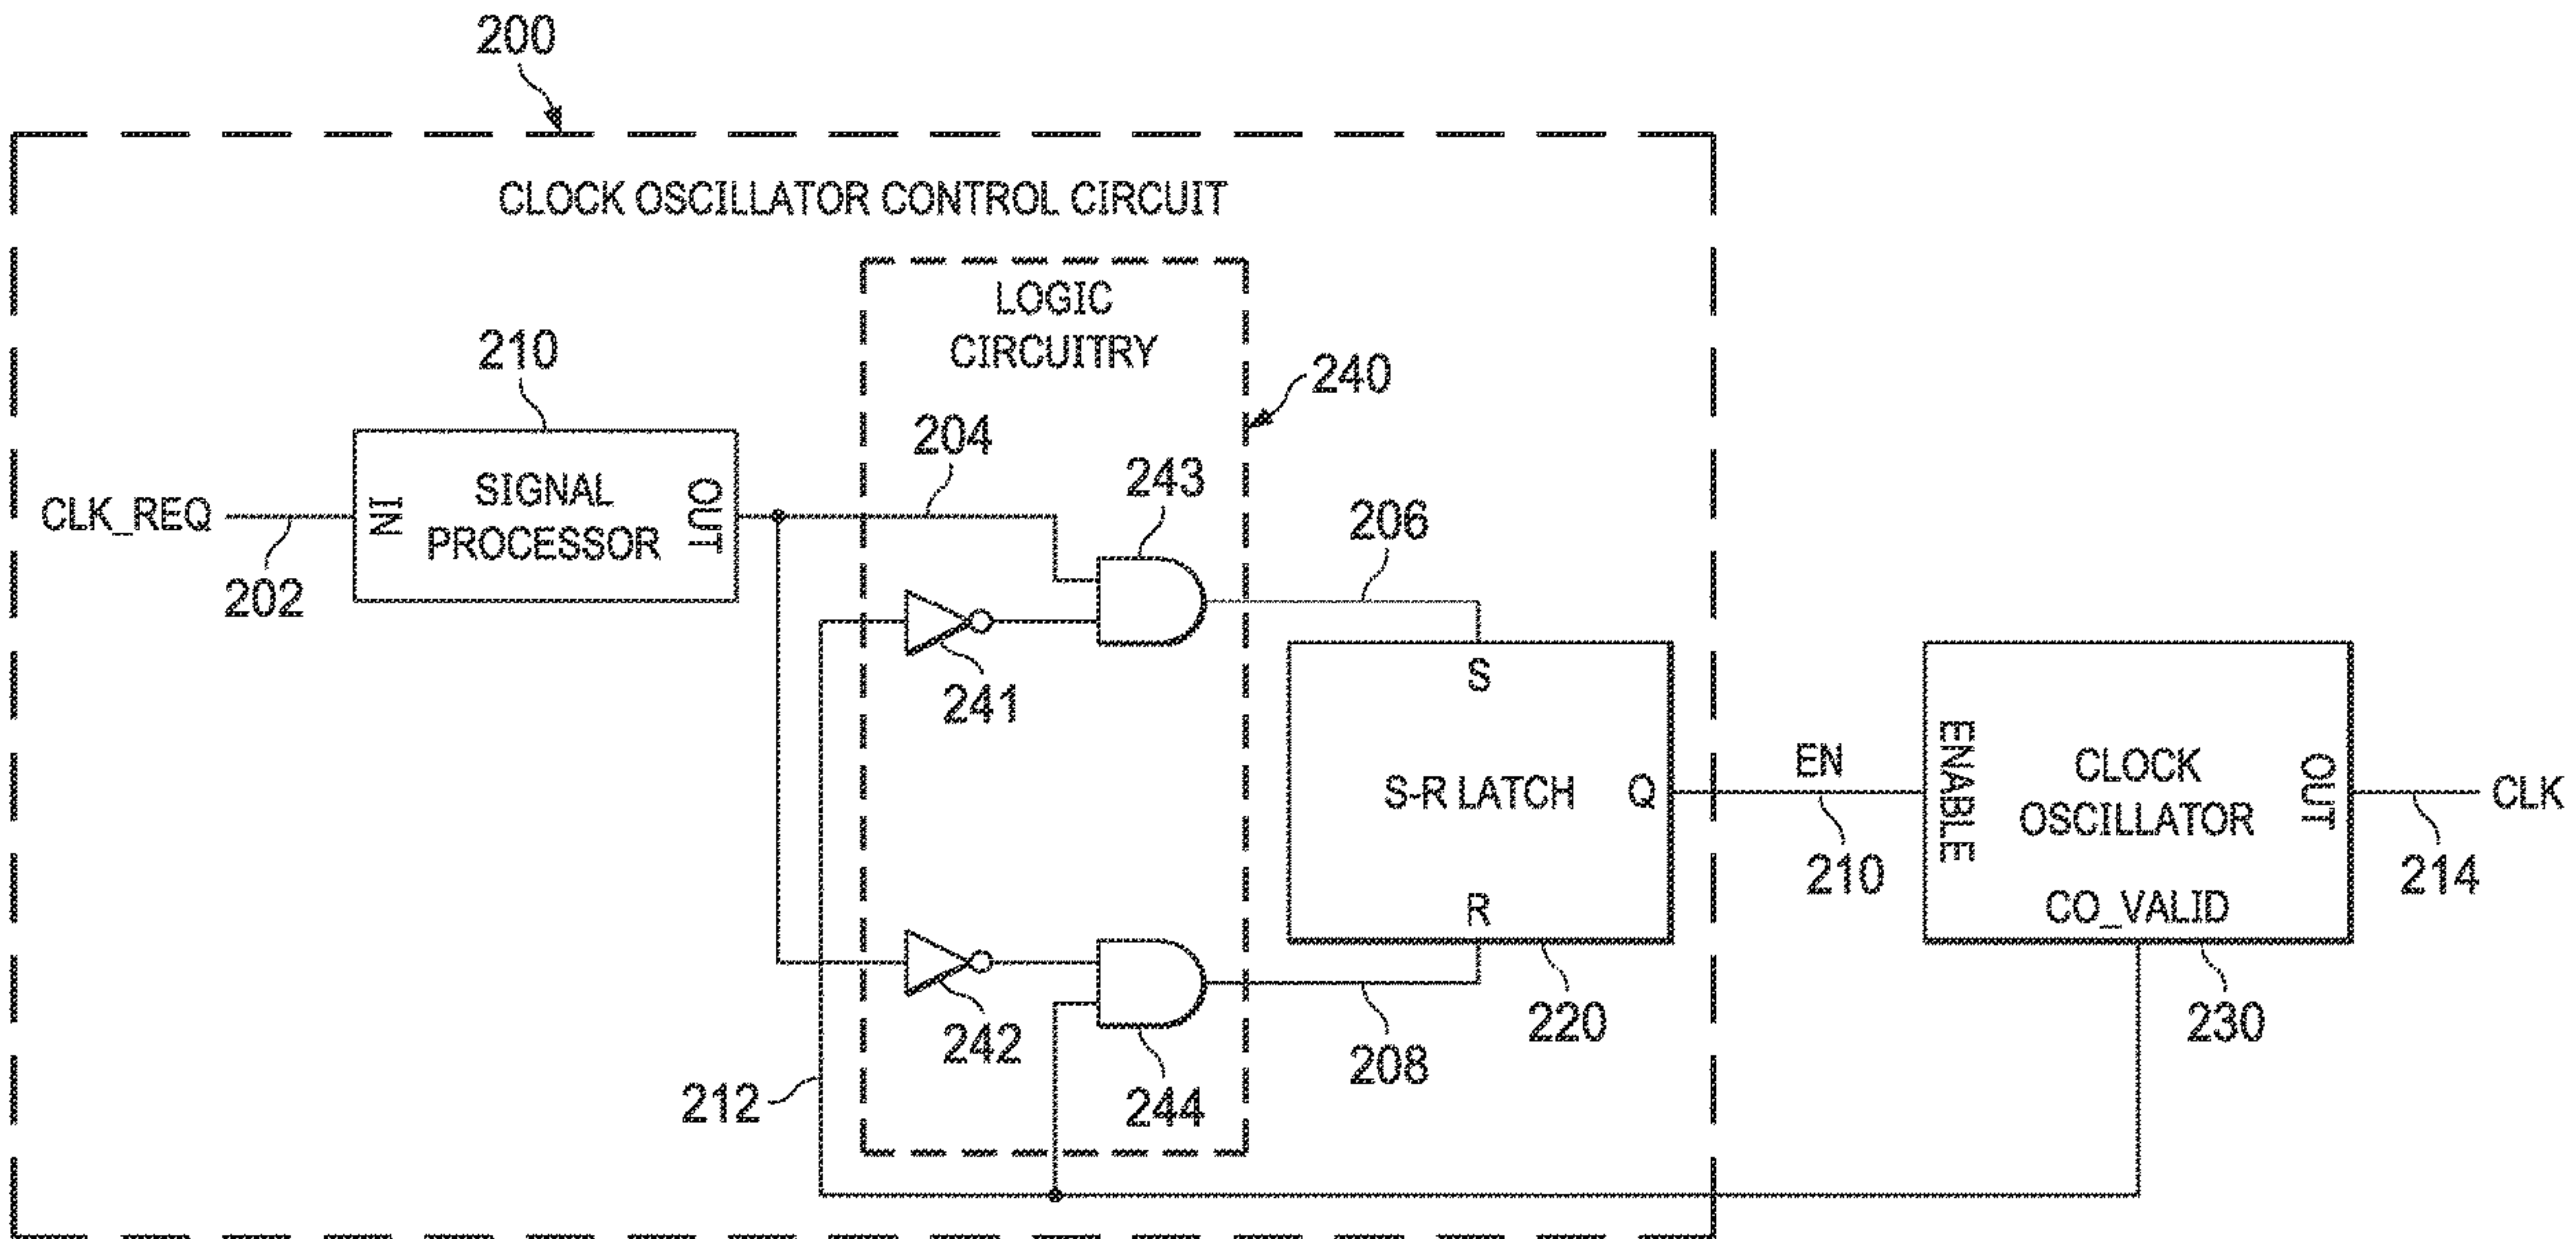 200
CLOCK OSCILLATOR CONTROL CIRCUIT
LOGIC
CIRCUITRY
240
210
SIGNAL
PROCESSOR
IN
OUT
CLK_REQ
202
204
243
206
241
S
S-R LATCH
Q
R
EN
210
ENABLE
CLOCK
OSCILLATOR
OUT
CO_VALID
CLK
214
242
244
212
208
220
230